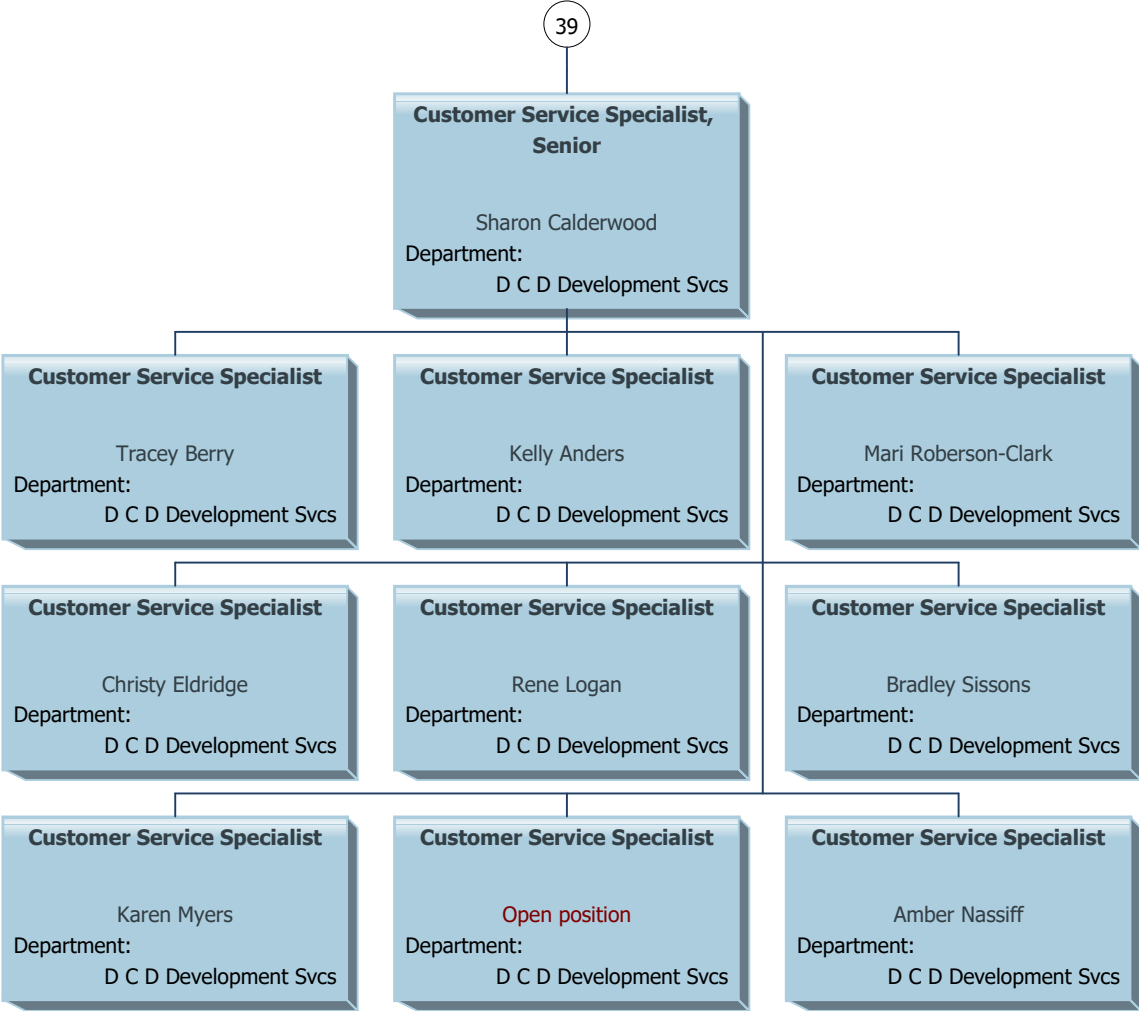 39
Customer Service Specialist,
Senior
Sharon Calderwood
Department:
D C D Development Svcs
Customer Service Specialist
Tracey Berry
Department:
D C D Development Svcs
Customer Service Specialist
Kelly Anders
Department:
D C D Development Svcs
Customer Service Specialist
Mari Roberson-Clark
Department:
D C D Development Svcs
Customer Service Specialist
Christy Eldridge
Department:
D C D Development Svcs
Customer Service Specialist
Rene Logan
Department:
D C D Development Svcs
Customer Service Specialist
Bradley Sissons
Department:
D C D Development Svcs
Customer Service Specialist
Karen Myers
Department:
D C D Development Svcs
Customer Service Specialist
Open position
Department:
D C D Development Svcs
Customer Service Specialist
Amber Nassiff
Department:
D C D Development Svcs